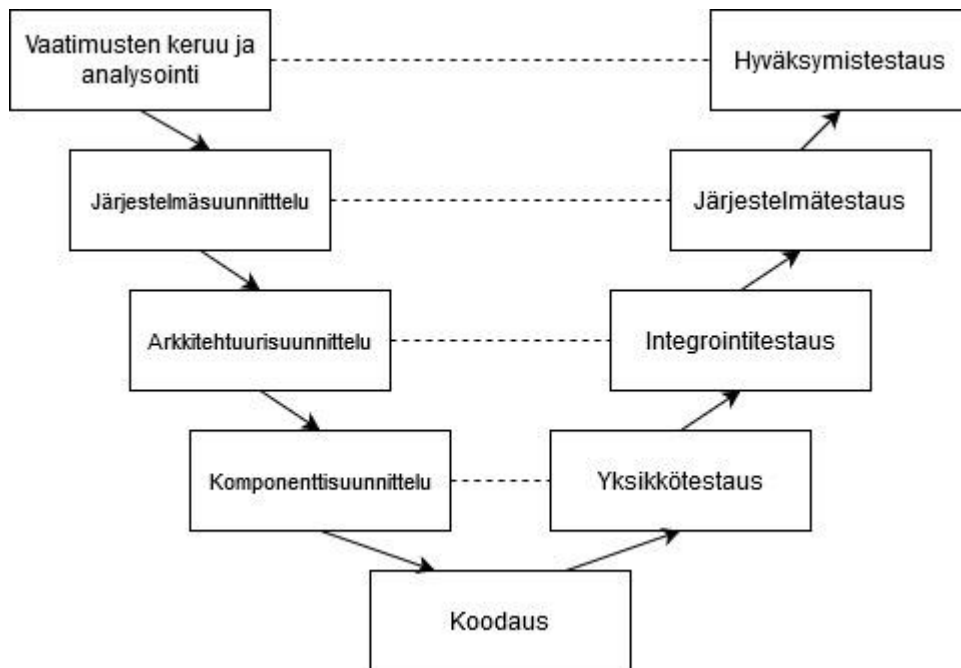 Vaatimusten keruu ja
analysointi
Hyväksymistestaus
Järjestelmäsuunnitttelu
Järjestelmätestaus
Arkkitehtuurisuunnittelu
Integrointitestaus
Komponenttisuunnittelu
Yksikkötestaus
Koodaus